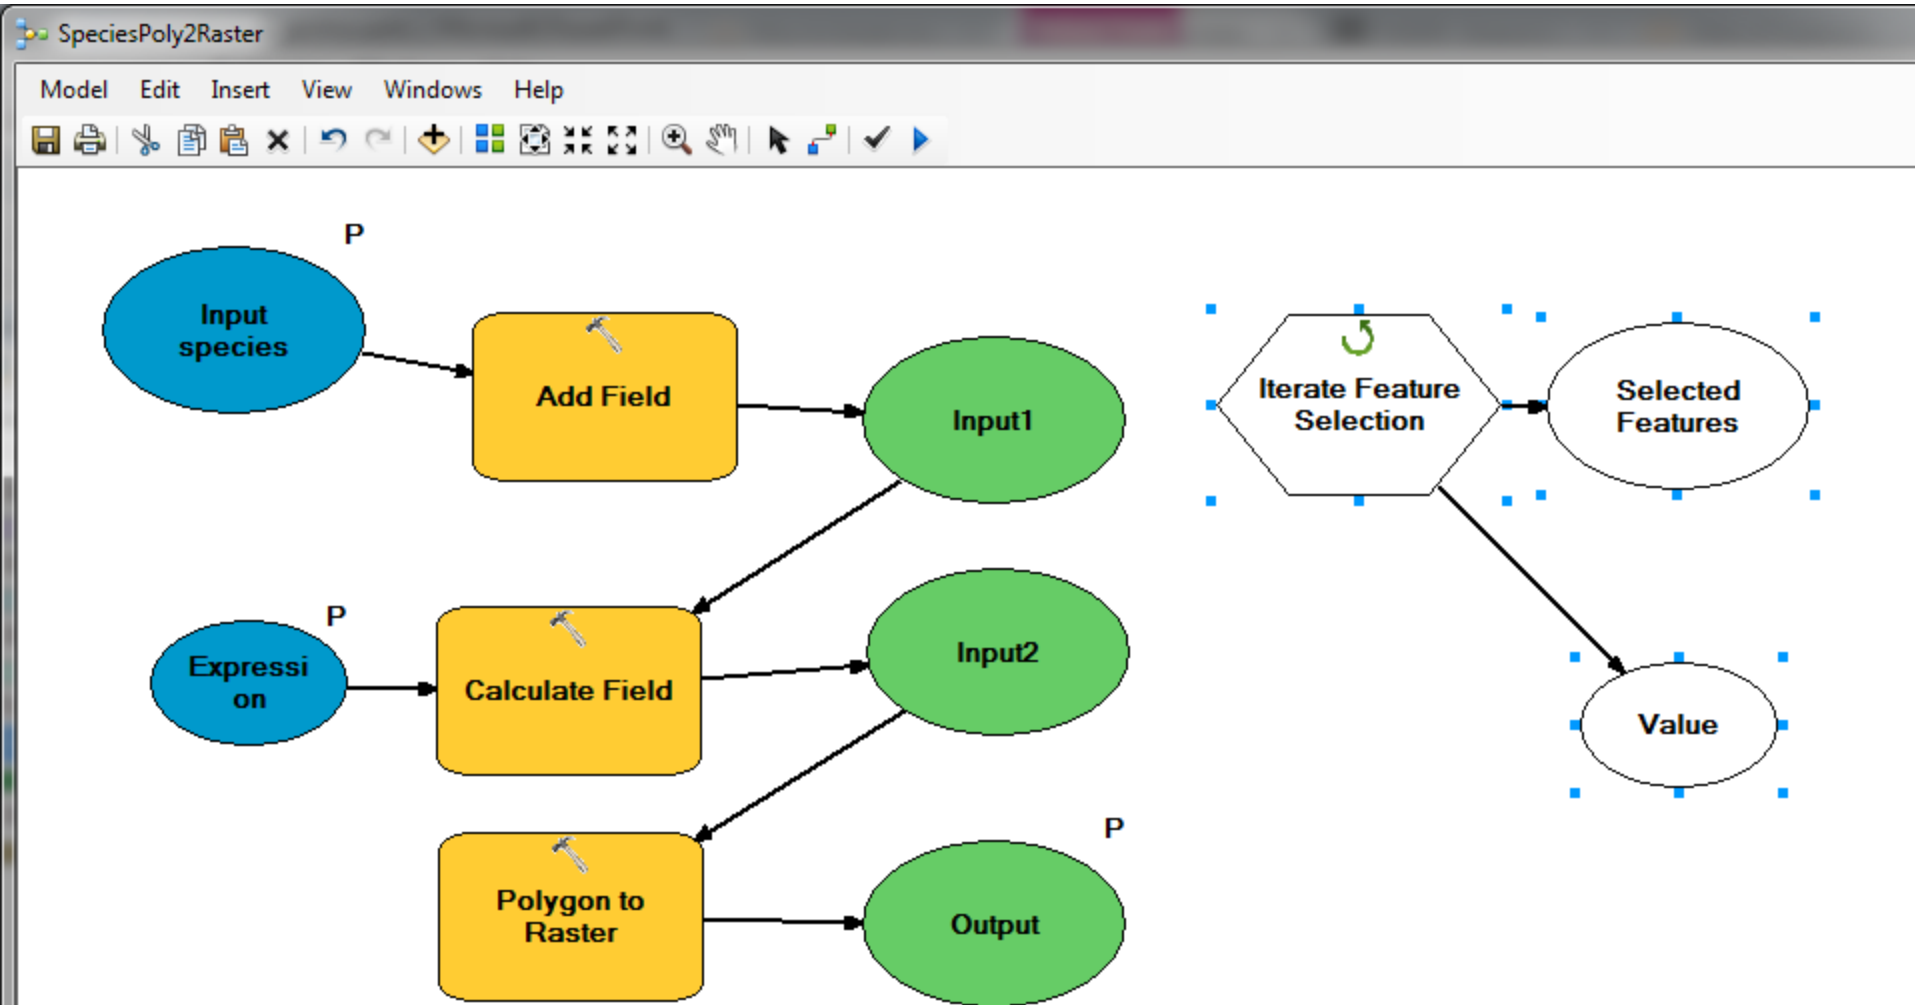 SpeciesPoly2Raster
Model Edit Insert View Windows Help
P
Input
species
Add Field
Input1
Iterate Feature
Selection
Selected
Features
P
Expressi
on
Calculate Field
Input2
Value
P
Polygon to
Raster
Output